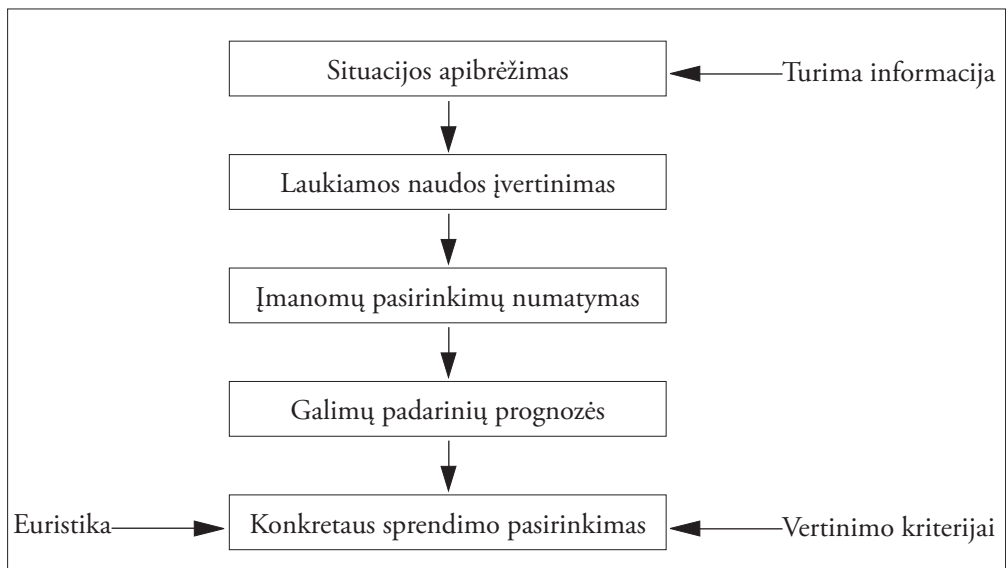 Situacijos apibrėžimas
Turima informacija
Laukiamos naudos įvertinimas
Įmanomų pasirinkimų numatymas
Galimų padarinių prognozės
Euristika
Konkretaus sprendimo pasirinkimas
Vertinimo kriterijai